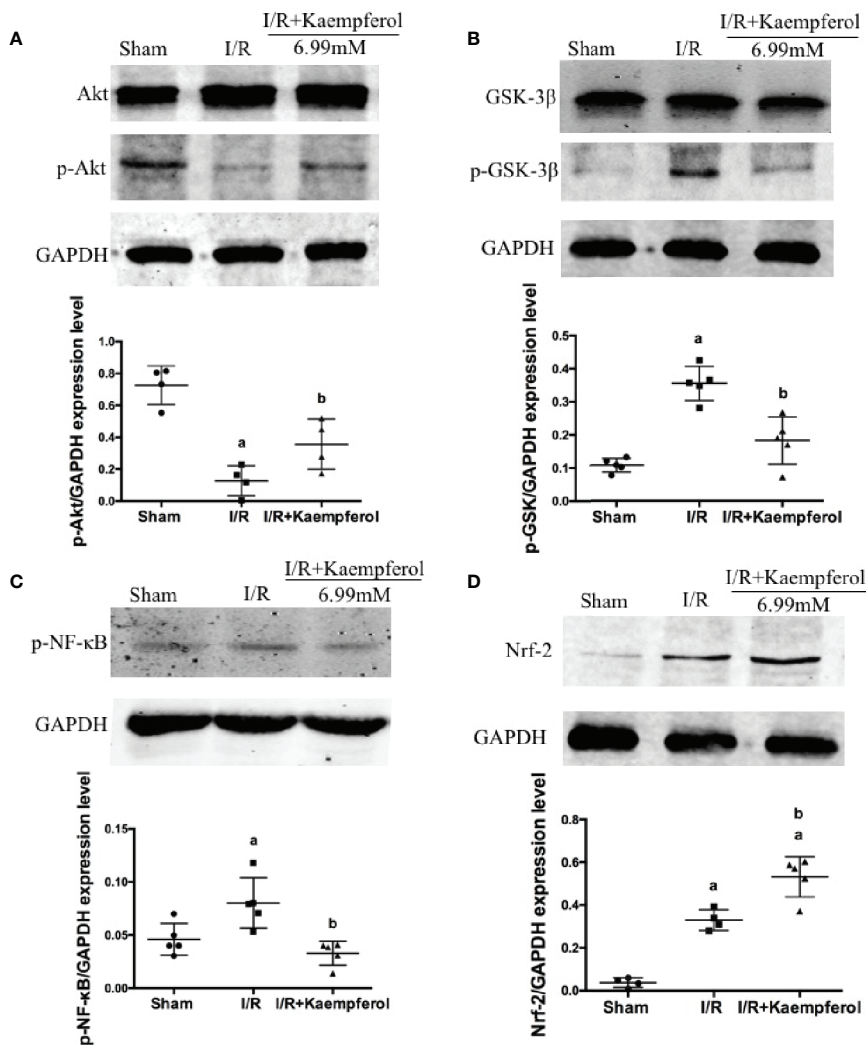 A
I/R+Kaempferol
Sham I/R 6.99mM
Akt
p-Akt
GAPDH
p-Akt/GAPDH expression level
1.0
0.8
0.6
0.4
0.2
0.0
a
b
Sham I/R I/R+Kaempferol
B
I/R+Kaempferol
Sham I/R 6.99mM
GSK-3β
p-GSK-3β
GAPDH
p-GSK/GAPDH expression level
0.5
0.4
0.3
0.2
0.1
0.0
a
b
Sham I/R I/R+Kaempferol
C
I/R+Kaempferol
Sham I/R 6.99mM
p-NF-κB
GAPDH
p-NF-κB/GAPDH expression level
0.15
0.10
0.05
0.00
a
b
Sham I/R I/R+Kaempferol
D
I/R+Kaempferol
Sham I/R 6.99mM
Nrf-2
GAPDH
Nrf-2/GAPDH expression level
0.8
0.6
0.4
0.2
0.0
a
b
a
Sham I/R I/R+Kaempferol